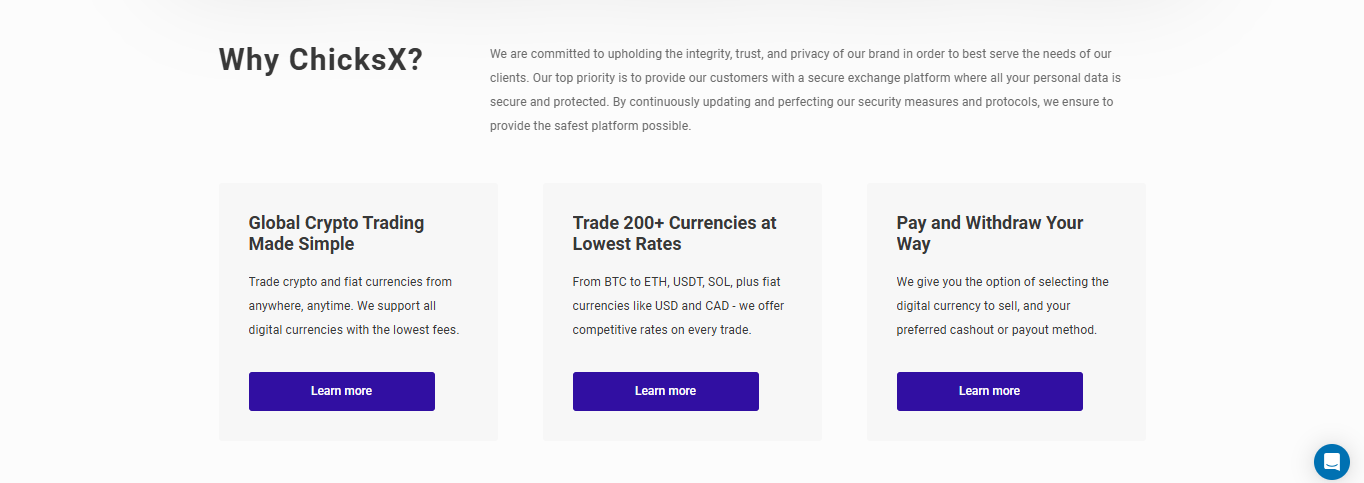 Why ChicksX?
We are committed to upholding the integrity, trust, and privacy of our brand in order to best serve the needs of our
clients. Our top priority is to provide our customers with a secure exchange platform where all your personal data is
secure and protected. By continuously updating and perfecting our security measures and protocols, we ensure to
provide the safest platform possible.
Global Crypto Trading
Made Simple
Trade crypto and fiat currencies from
anywhere, anytime. We support all
digital currencies with the lowest fees.
Learn more
Trade 200+ Currencies at
Lowest Rates
From BTC to ETH, USDT, SOL, plus fiat
currencies like USD and CAD - we offer
competitive rates on every trade.
Learn more
Pay and Withdraw Your
Way
We give you the option of selecting the
digital currency to sell, and your
preferred cashout or payout method.
Learn more